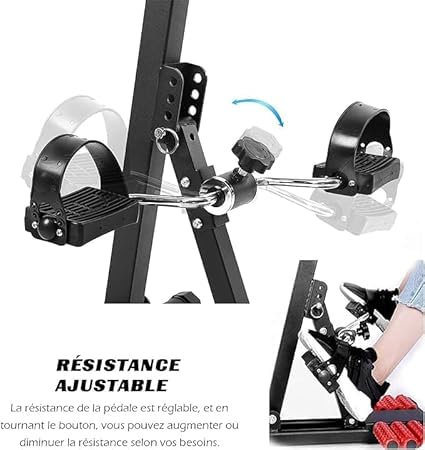 RÉSISTANCE
AJUSTABLE
La résistance de la pédale est réglable, et en
tournant le bouton, vous pouvez augmenter ou
diminuer la résistance selon vos besoins.